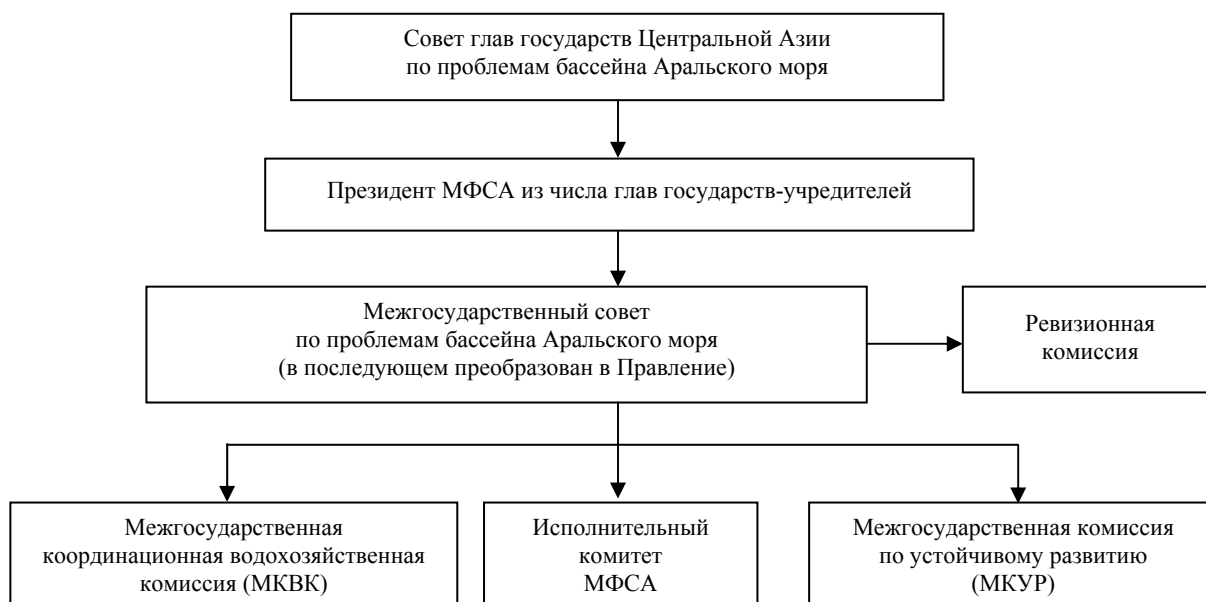 Совет глав государств Центральной Азии
по проблемам бассейна Аральского моря
Президент МФСА из числа глав государств-учредителей
Межгосударственный совет
по проблемам бассейна Аральского моря
(в последующем преобразован в Правление)
Ревизионная
комиссия
Межгосударственная
координационная водохозяйственная
комиссия (МКВК)
Исполнительный
комитет
МФСА
Межгосударственная комиссия
по устойчивому развитию
(МКУР)